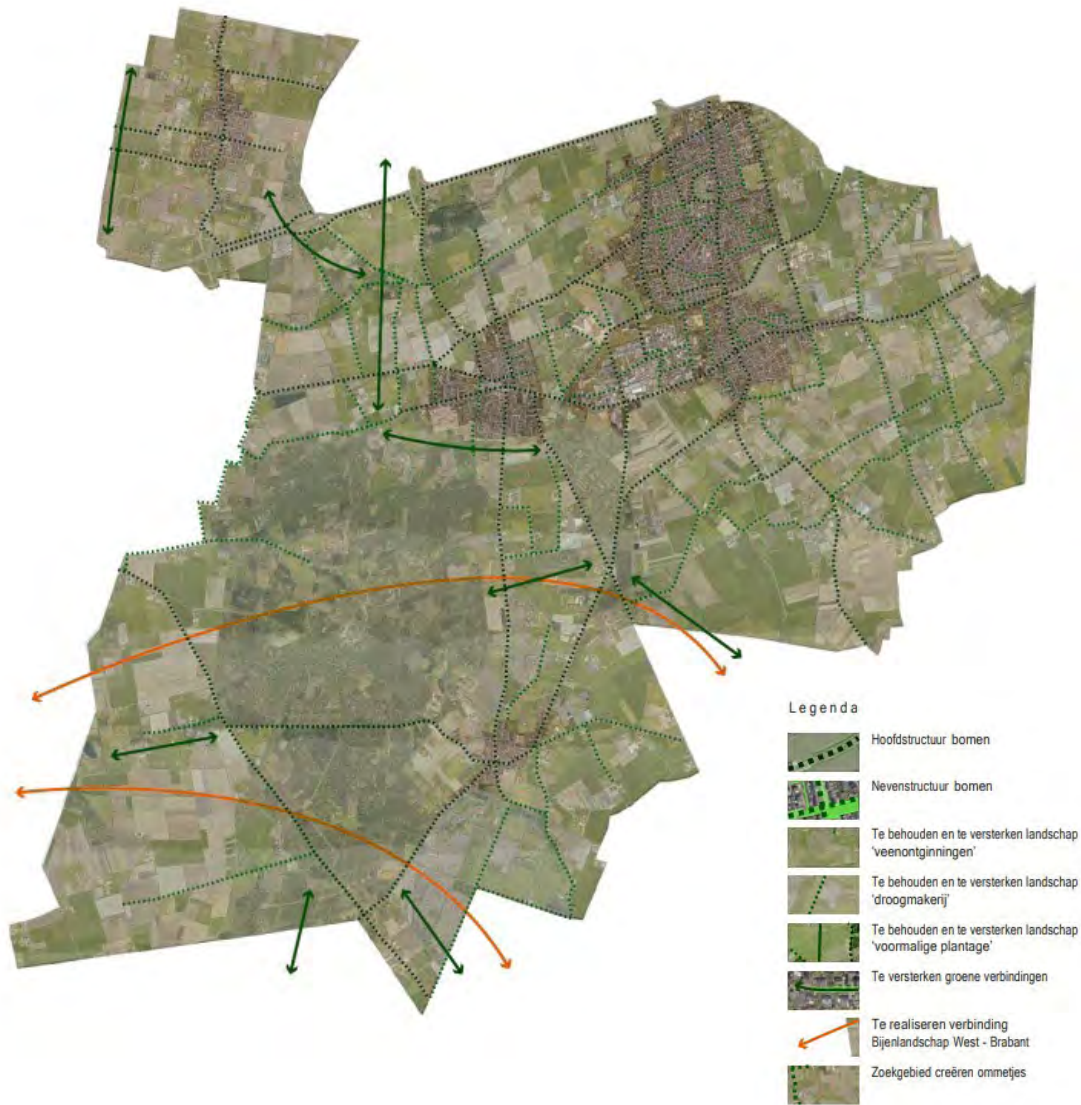 Legenda
Hoofdstructuur bomen
Nevenstructuur bomen
Te behouden en te versterken landschap
'veenontginningen'
Te behouden en te versterken landschap
'droogmakerij'
Te behouden en te versterken landschap
'voormalige plantage'
Te versterken groene verbindingen
Te realiseren verbinding
Bijenlandschap West - Brabant
Zoekgebied creëren ommetjes